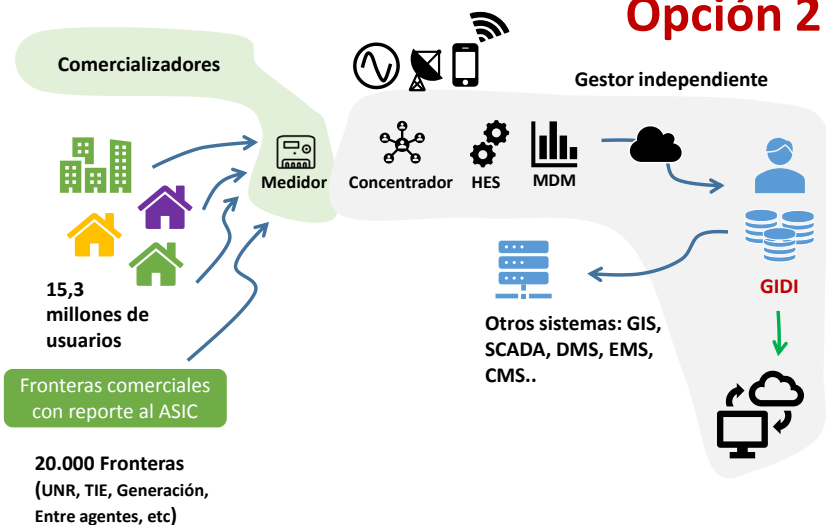 Opción 2
Comercializadores
Gestor independiente
Medidor
Concentrador
HES
MDM
15,3
millones de
usuarios
GIDI
Otros sistemas: GIS,
SCADA, DMS, EMS,
CMS..
Fronteras comerciales
con reporte al ASIC
20.000 Fronteras
(UNR, TIE, Generación,
Entre agentes, etc)